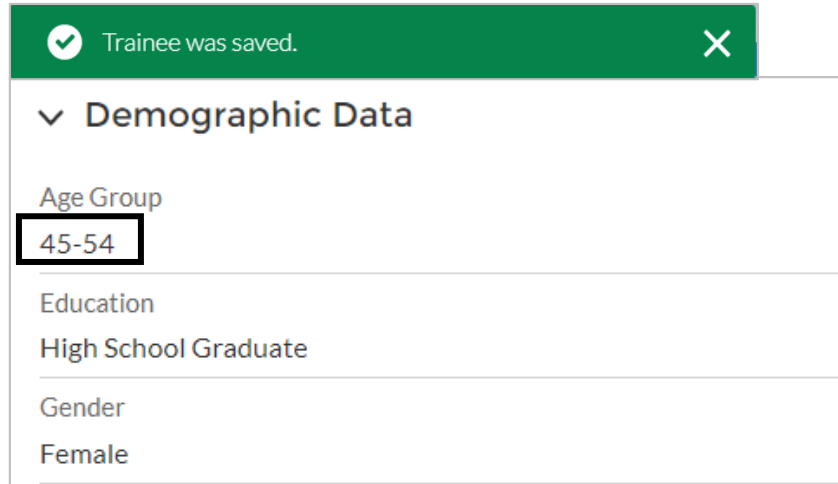 Trainee was saved.
Demographic Data
Age Group
45-54
Education
High School Graduate
Gender
Female